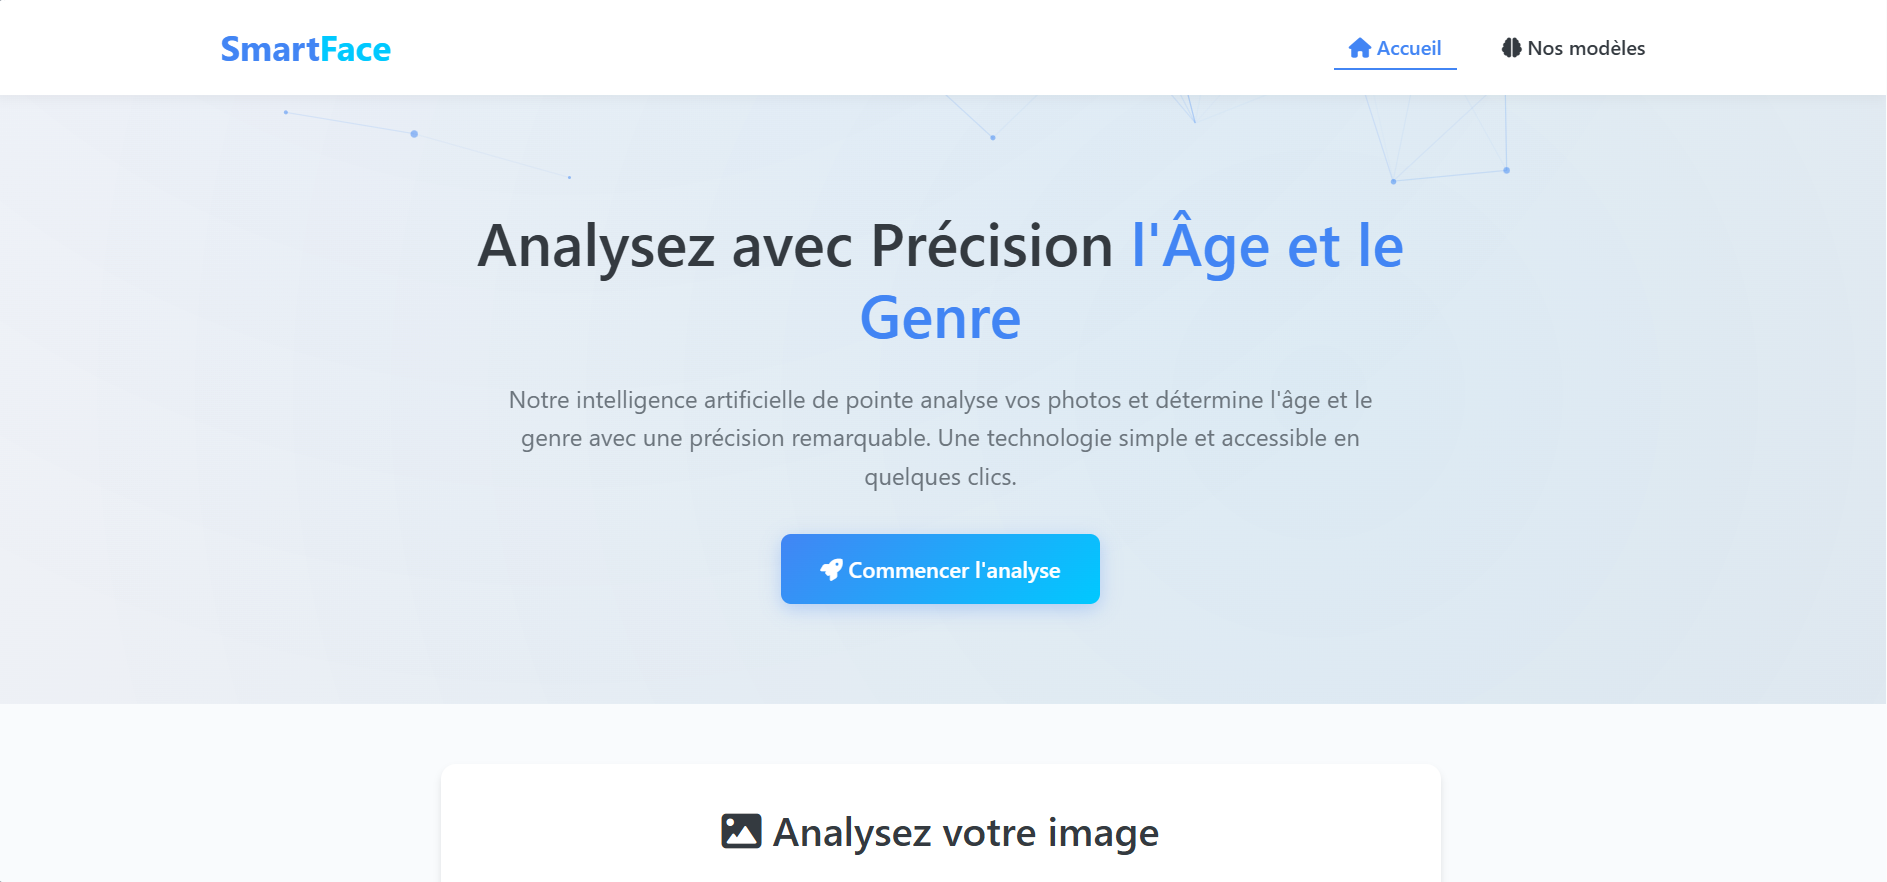 SmartFace
Accueil
Nos modèles
Analysez avec Précision l'Âge et le
Genre
Notre intelligence artificielle de pointe analyse vos photos et détermine l'âge et le
genre avec une précision remarquable. Une technologie simple et accessible en
quelques clics.
Commencer l'analyse
Analysez votre image